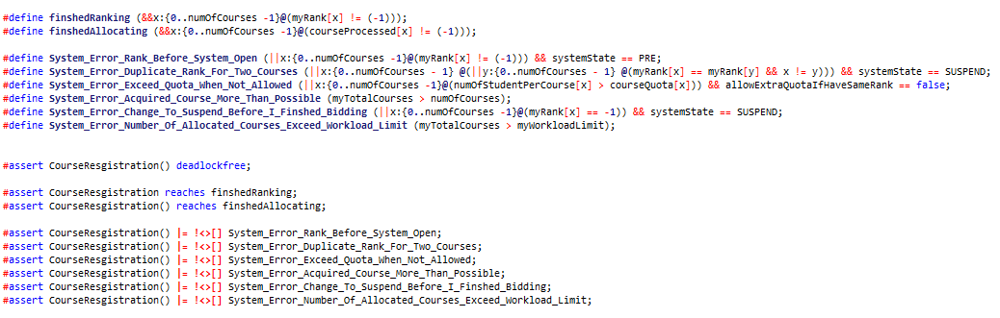 #define finshedRanking (&&x:{0..numOfCourses -1}@(myRank[x] != (-1)));
#define finshedAllocating (&&x:{0..numOfCourses -1}@(courseProcessed[x] != (-1)));
#define System_Error_Rank_Before_System_Open (||x:{0..numOfCourses -1}@(myRank[x] != (-1))) && systemState == PRE;
#define System_Error_Duplicate_Rank_For_Two_Courses (||x:{0..numOfCourses - 1} @(||y:{0..numOfCourses - 1} @(myRank[x] == myRank[y] && x != y))) && systemState == SUSPEND;
#define System_Error_Exceed_Quota_When_Not_Allowed (||x:{0..numOfCourses -1}@(numOfStudentPerCourse[x] > courseQuota[x])) && allowExtraQuotaIfHaveSameRank == false;
#define System_Error_Acquired_Course_More_Than_Possible (myTotalCourses > numOfCourses);
#define System_Error_Change_To_Suspend_Before_I_Finshed_Bidding (||x:{0..numOfCourses -1}@(myRank[x] == -1)) && systemState == SUSPEND;
#define System_Error_Number_Of_Allocated_Courses_Exceed_Workload_Limit (myTotalCourses > myWorkloadLimit);
#assert CourseResgistration() deadlockfree;
#assert CourseResgistration reaches finshedRanking;
#assert CourseResgistration() reaches finshedAllocating;
#assert CourseResgistration() |= !<>[] System_Error_Rank_Before_System_Open;
#assert CourseResgistration() |= !<>[] System_Error_Duplicate_Rank_For_Two_Courses;
#assert CourseResgistration() |= !<>[] System_Error_Exceed_Quota_When_Not_Allowed;
#assert CourseResgistration() |= !<>[] System_Error_Acquired_Course_More_Than_Possible;
#assert CourseResgistration() |= !<>[] System_Error_Change_To_Suspend_Before_I_Finshed_Bidding;
#assert CourseResgistration() |= !<>[] System_Error_Number_Of_Allocated_Courses_Exceed_Workload_Limit;